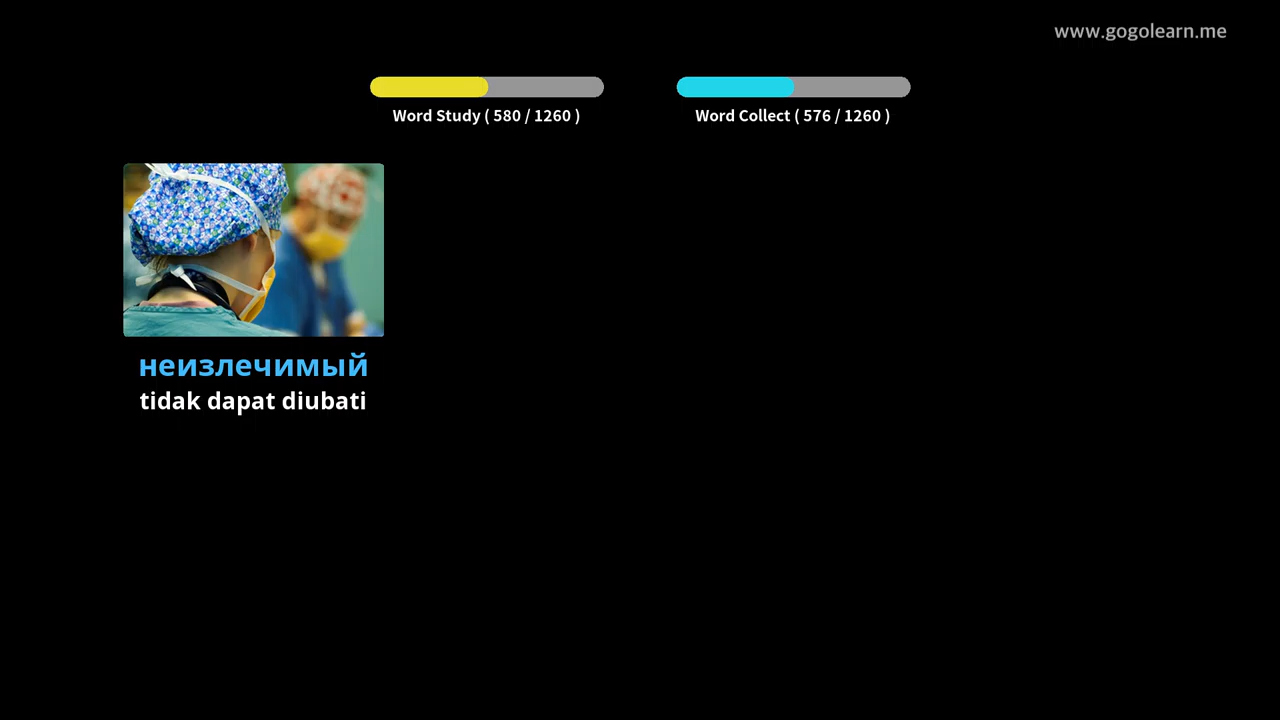 www.gogolearn.me
Word Study ( 580 / 1260 )
Word Collect ( 576 / 1260 )
неизлечимый
tidak dapat diubati